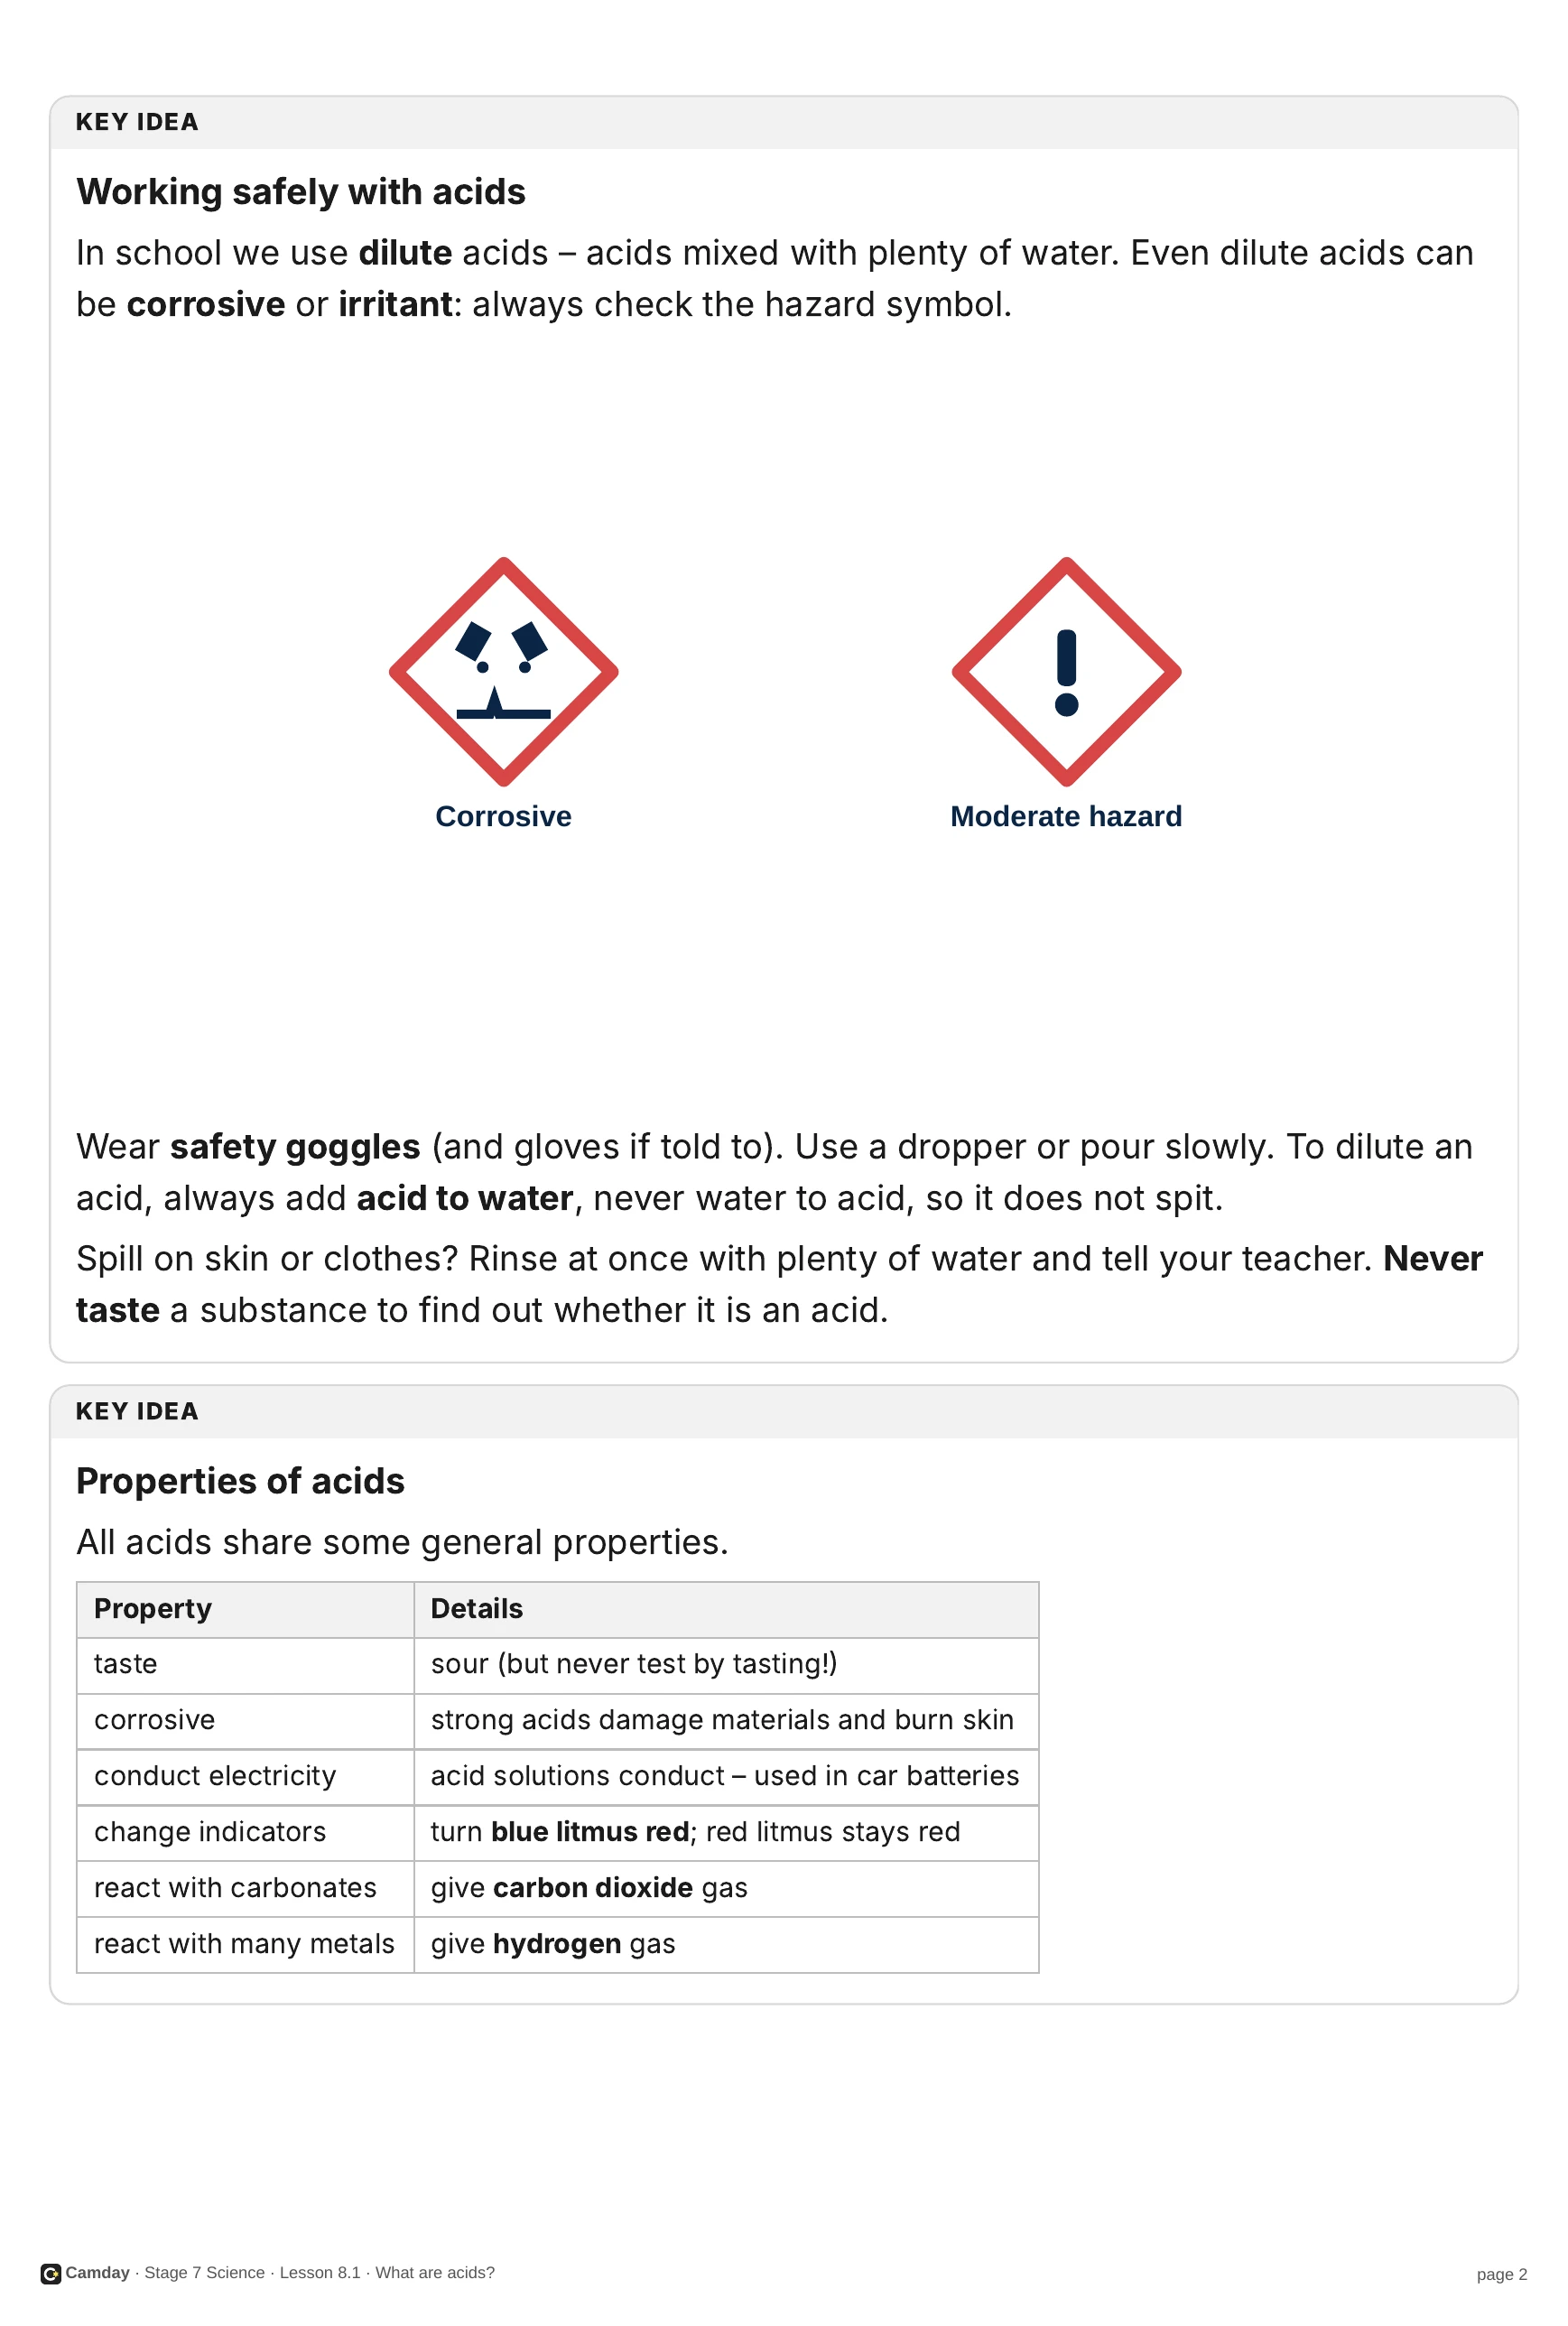 KEY IDEA
Working safely with acids
In school we use dilute acids – acids mixed with plenty of water. Even dilute acids can
be corrosive or irritant: always check the hazard symbol.
Corrosive
Moderate hazard
Wear safety goggles (and gloves if told to). Use a dropper or pour slowly. To dilute an
acid, always add acid to water, never water to acid, so it does not spit.
Spill on skin or clothes? Rinse at once with plenty of water and tell your teacher. Never
taste a substance to find out whether it is an acid.
KEY IDEA
Properties of acids
All acids share some general properties.
Property Details
taste sour (but never test by tasting!)
corrosive strong acids damage materials and burn skin
conduct electricity acid solutions conduct – used in car batteries
change indicators turn blue litmus red; red litmus stays red
react with carbonates give carbon dioxide gas
react with many metals give hydrogen gas
Camday · Stage 7 Science · Lesson 8.1 · What are acids? page 2